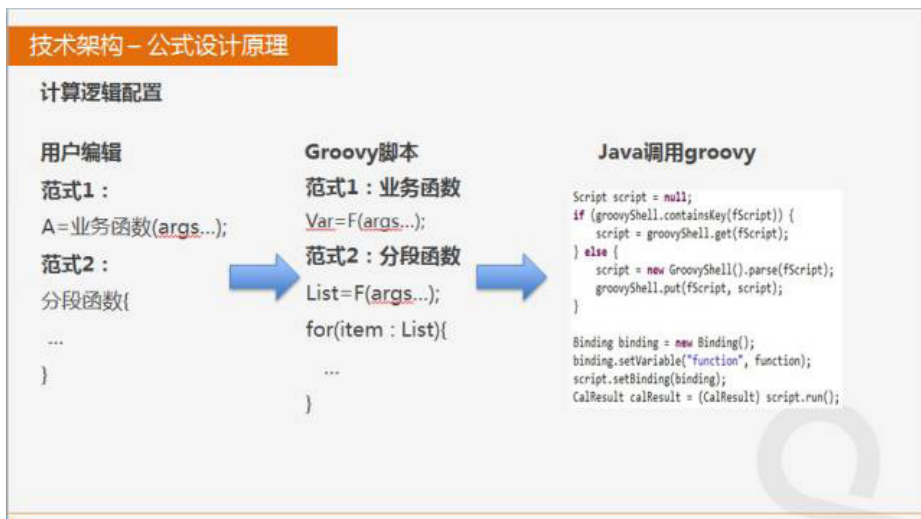 技术架构 – 公式设计原理
计算逻辑配置
用户编辑
范式1：
A=业务函数(args...);
范式2：
分段函数{
...
}
Groovy脚本
范式1：业务函数
Var=F(args...);
范式2：分段函数
List=F(args...);
for(item : List){
...
}
Java调用groovy
Script script = null;
if (groovyShell.containsKey(fScript)) {
script = groovyShell.get(fScript);
} else {
script = new GroovyShell().parse(fScript);
groovyShell.put(fScript, script);
}
Binding binding = new Binding();
binding.setVariable("function", function);
script.setBinding(binding);
CalResult calResult = (CalResult) script.run();